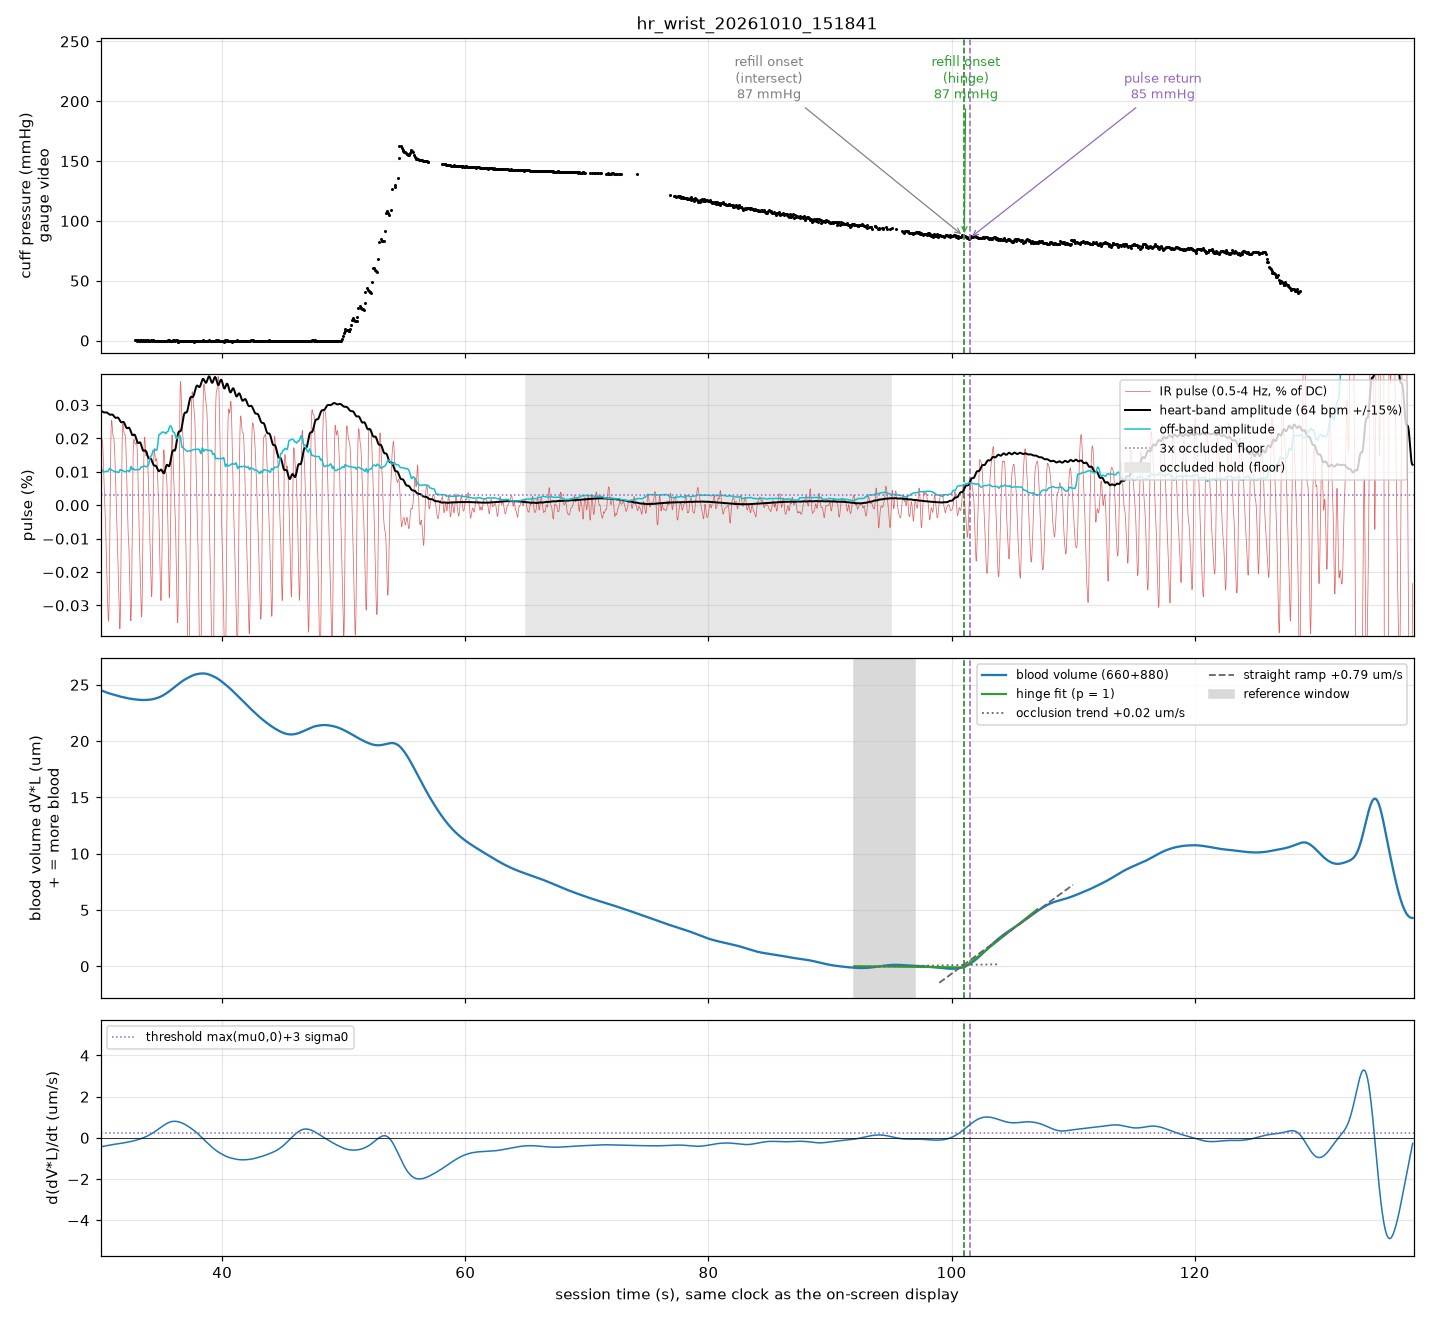 hr_wrist_20261010_151841
250
200
150
100
50
0
cuff pressure (mmHg)
gauge video
refill onset
(intersect)
87 mmHg
refill onset
(hinge)
87 mmHg
pulse return
85 mmHg
0.03
0.02
0.01
0.00
−0.01
−0.02
−0.03
pulse (%)
IR pulse (0.5-4 Hz, % of DC)
heart-band amplitude (64 bpm +/-15%)
off-band amplitude
3x occluded floor
occluded hold (floor)
25
20
15
10
5
0
blood volume dV*L (um)
+ = more blood
blood volume (660+880)
hinge fit (p = 1)
occlusion trend +0.02 um/s
straight ramp +0.79 um/s
reference window
4
2
0
−2
−4
d(dV*L)/dt (um/s)
threshold max(mu0,0)+3 sigma0
40
60
80
100
120
session time (s), same clock as the on-screen display